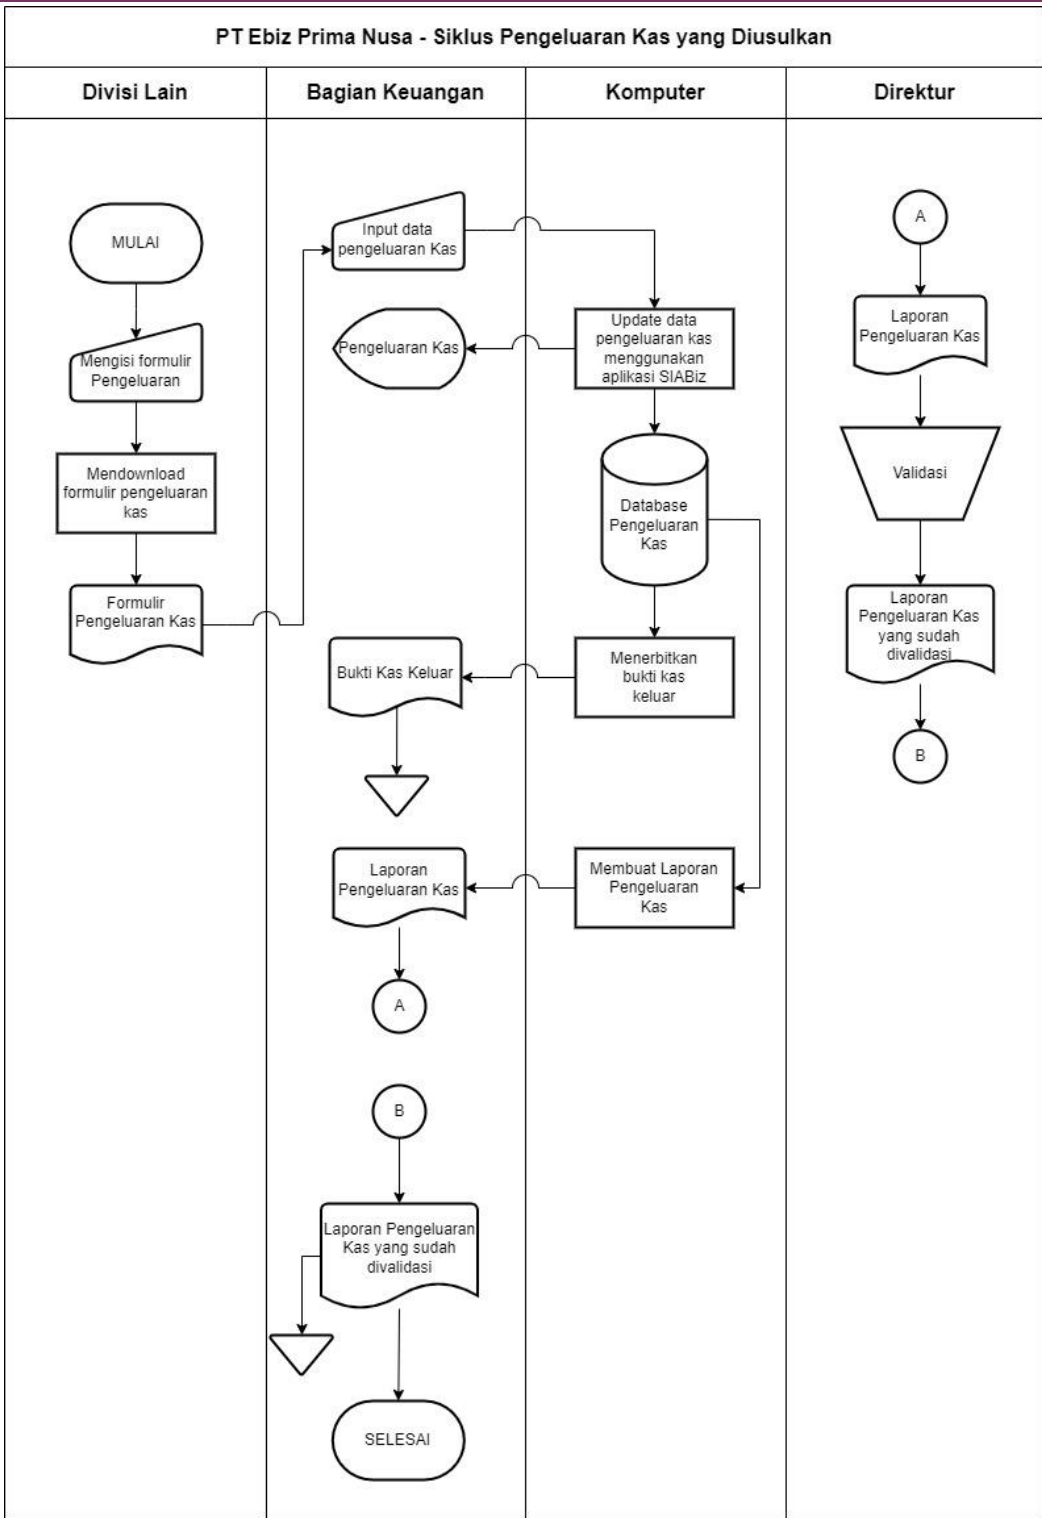 PT Ebiz Prima Nusa - Siklus Pengeluaran Kas yang Diusulkan
Divisi Lain
Bagian Keuangan
Komputer
Direktur
MULAI
Mengisi formulir
Pengeluaran
Mendownload
formulir pengeluaran
kas
Formulir
Pengeluaran Kas
Input data
pengeluaran Kas
Pengeluaran Kas
Bukti Kas Keluar
Laporan
Pengeluaran Kas
A
B
Laporan Pengeluaran
Kas yang sudah
divalidasi
SELESAI
Update data
pengeluaran kas
menggunakan
aplikasi SIABiz
Database
Pengeluaran
Kas
Menerbitkan
bukti kas
keluar
Membuat Laporan
Pengeluaran
Kas
A
Laporan
Pengeluaran Kas
Validasi
Laporan
Pengeluaran Kas
yang sudah
divalidasi
B